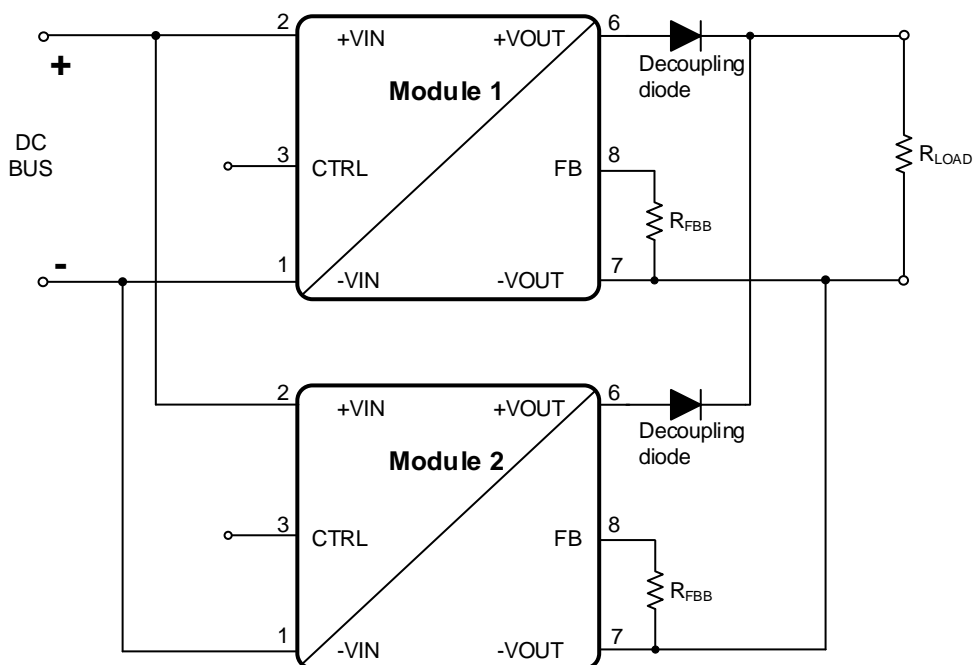 2
+VIN
+VOUT
6
+
Module 1
Decoupling
diode
DC
BUS
3
CTRL
FB
8
RLOAD
RFBB
-
1
-VIN
-VOUT
7
2
+VIN
+VOUT
6
Module 2
Decoupling
diode
3
CTRL
FB
8
RFBB
1
-VIN
-VOUT
7